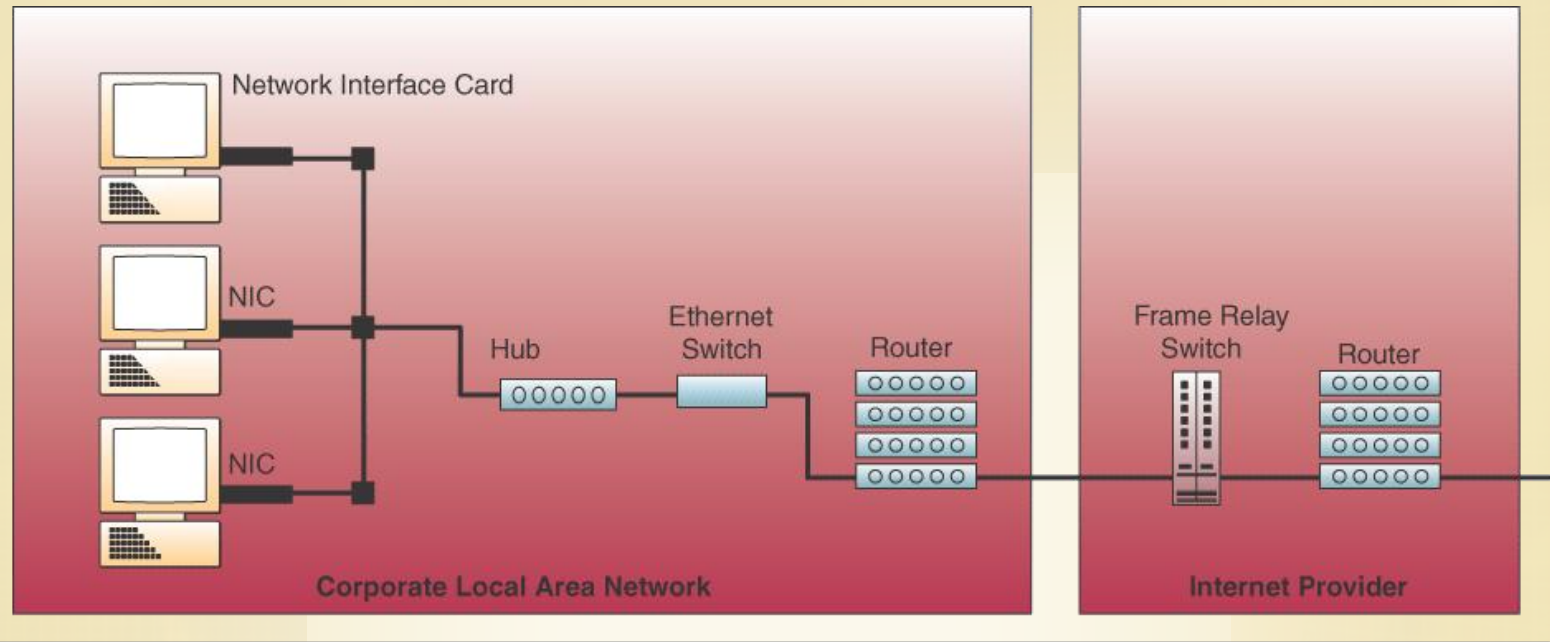 Network Interface Card
NIC
NIC
Hub
Ethernet
Switch
Router
Corporate Local Area Network
Frame Relay
Switch
Router
Internet Provider